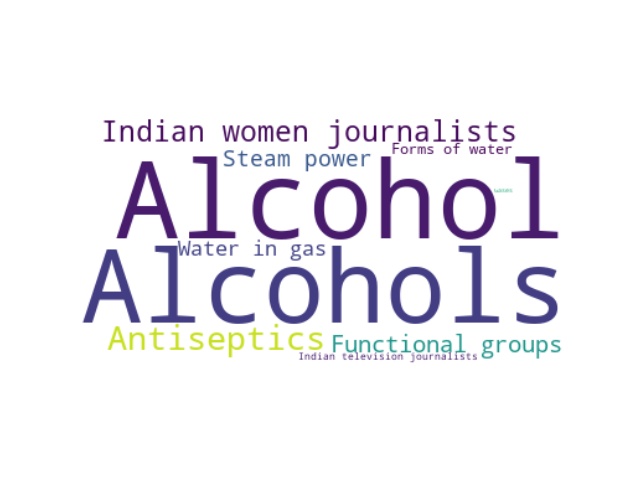 Indian women journalists
Steam power
Forms of water
Alcohol
Gases
Water in gas
Alcohols
Antiseptics
Functional groups
Indian television journalists